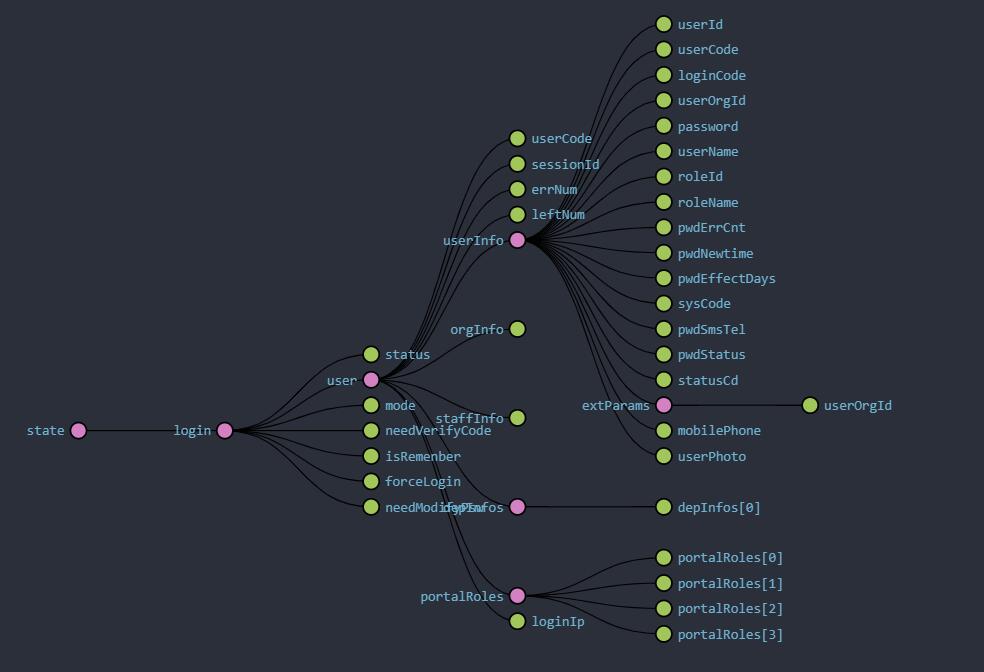 state
login
status
user
mode
needVerifyCode
isRemenber
forceLogin
needModifyPsw
userCode
sessionId
errNum
leftNum
userInfo
orgInfo
staffInfo
depInfos
portalRoles
loginIp
userId
userCode
loginCode
userOrgId
password
userName
roleId
roleName
pwdErrCnt
pwdNewtime
pwdEffectDays
sysCode
pwdSmsTel
pwdStatus
statusCd
extParams
mobilePhone
userPhoto
depInfos[0]
portalRoles[0]
portalRoles[1]
portalRoles[2]
portalRoles[3]
userOrgId